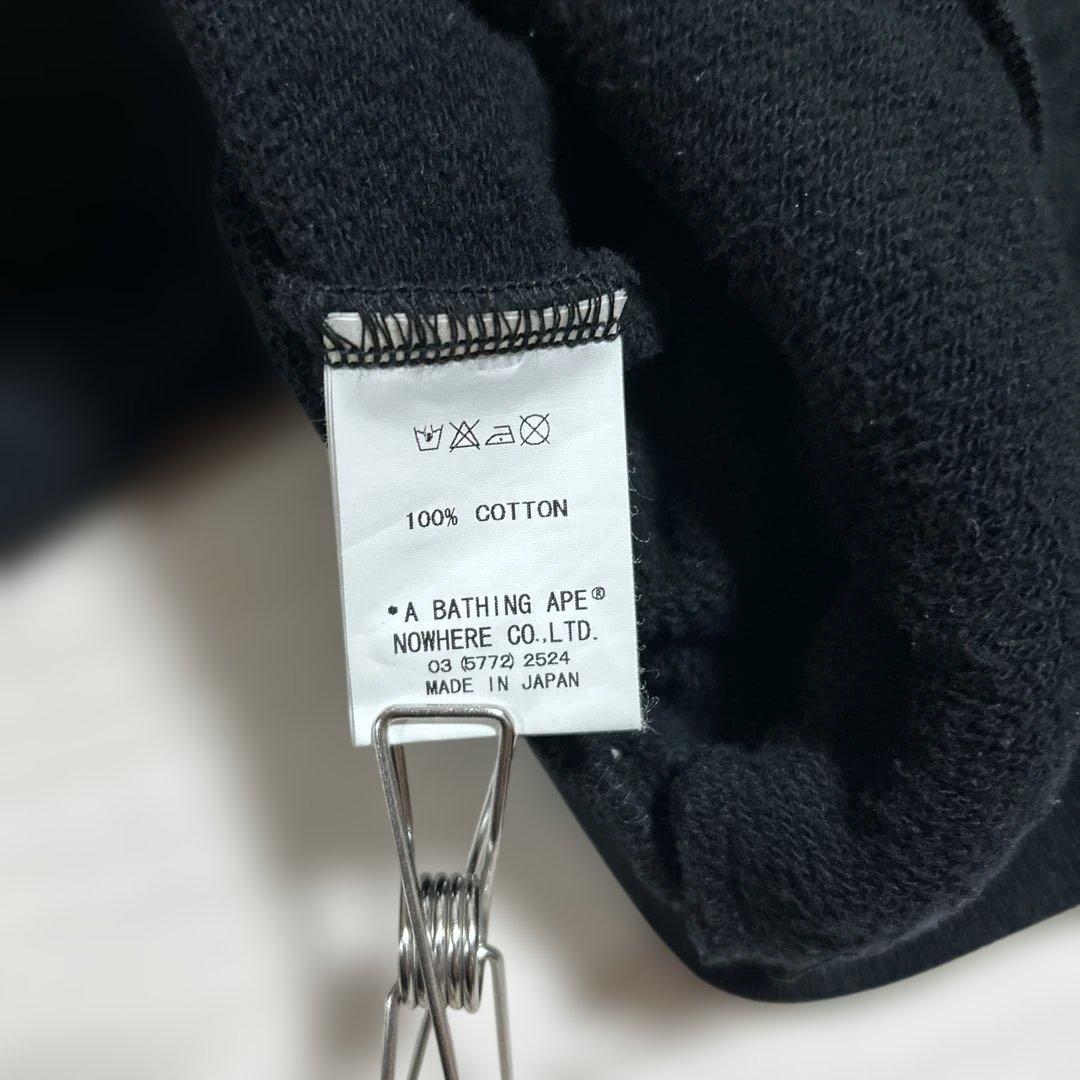 100% COTTON
*A BATHING APE®
NOWHERE CO.,LTD.
03 (5772) 2524
MADE IN JAPAN